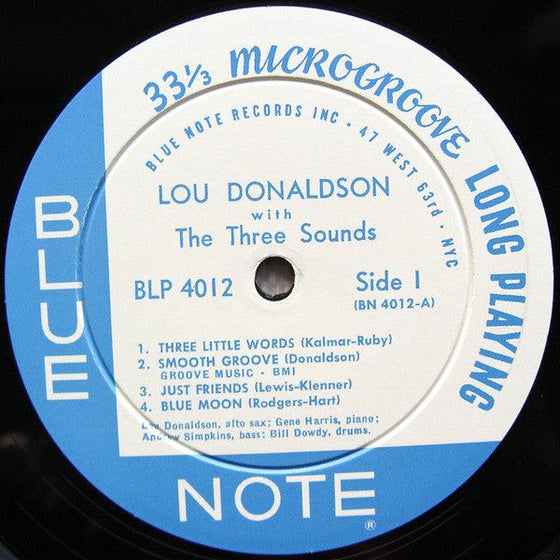 33⅓ MICROGROOVE LONG PLAYING
BLUE NOTE RECORDS INC • 47 WEST 63rd • NYC
LOU DONALDSON
with
The Three Sounds
BLP 4012
Side 1
(BN 4012-A)
1. THREE LITTLE WORDS (Kalmar-Ruby)
2. SMOOTH GROOVE (Donaldson)
GROOVE MUSIC - BMI
3. JUST FRIENDS (Lewis-Klenner)
4. BLUE MOON (Rodgers-Hart)
Lou Donaldson, alto sax; Gene Harris, piano;
Andrew Simpkins, bass; Bill Dowdy, drums.
BLUE
NOTE ®